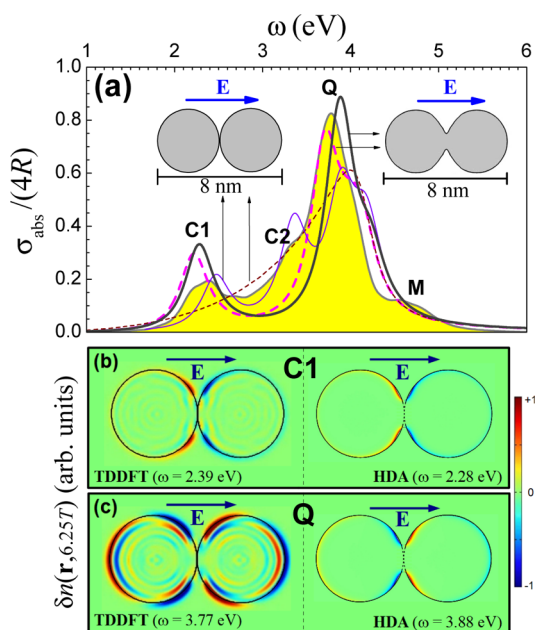 ω (eV)
1 2 3 4 5 6
σabs/(4R)
1.0
0.8
0.6
0.4
0.2
0.0
(a)
E
8 nm
Q
E
8 nm
C1
C2
M
δn(r,6.25T) (arb. units)
(b)
E
C1
E
TDDFT (ω = 2.39 eV)
HDA (ω = 2.28 eV)
(c)
E
Q
E
TDDFT (ω = 3.77 eV)
HDA (ω = 3.88 eV)
+1
0
-1